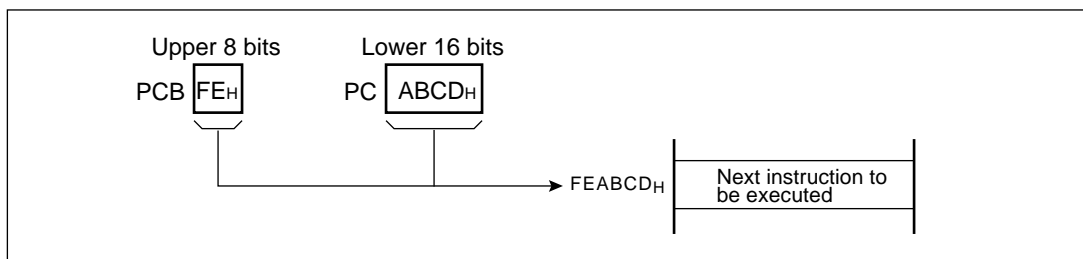 Upper 8 bits Lower 16 bits
PCB FEH PC ABCDH
FEABCDH Next instruction to
be executed